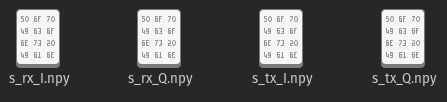 50 6F 70
49 63 6F
6E 73 20
49 61 6E
s_rx_I.npy
50 6F 70
49 63 6F
6E 73 20
49 61 6E
s_rx_Q.npy
50 6F 70
49 63 6F
6E 73 20
49 61 6E
s_tx_I.npy
50 6F 70
49 63 6F
6E 73 20
49 61 6E
s_tx_Q.npy